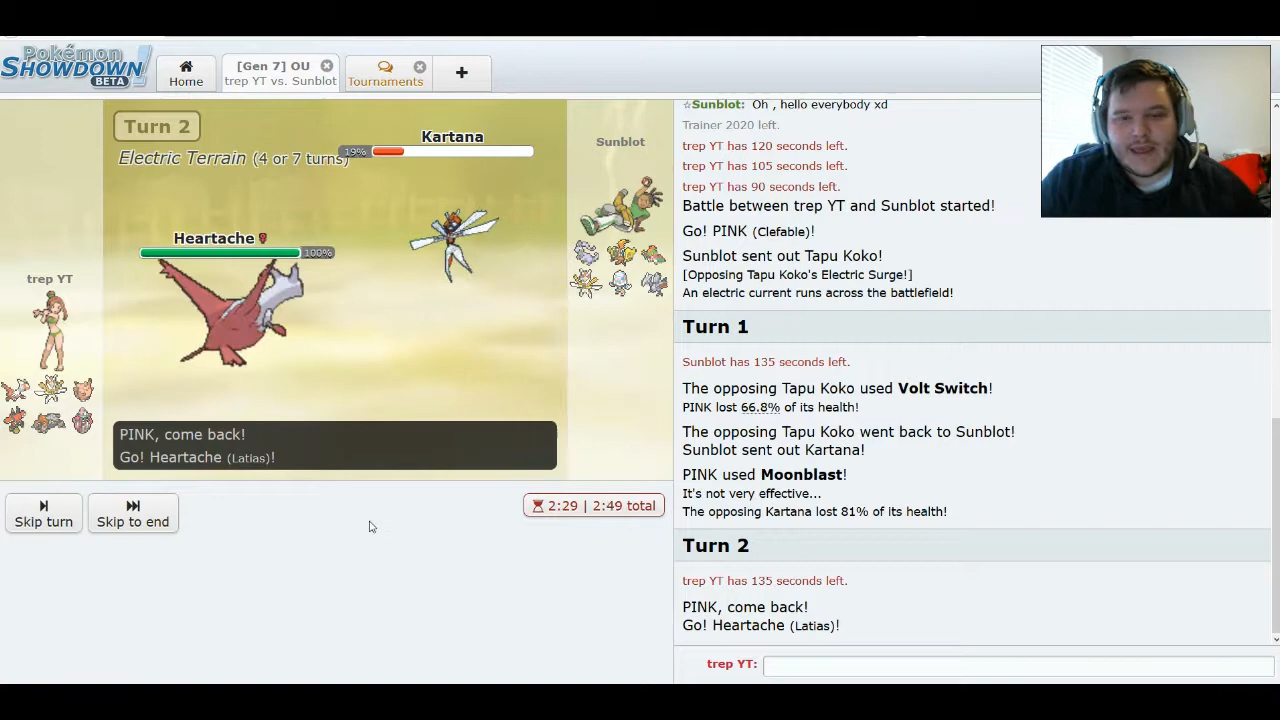 Pokémon
SHOWDOWN!
BETA
Home
[Gen 7] OU
trep YT vs. Sunblot
Tournaments
Turn 2
Electric Terrain (4 or 7 turns)
Kartana
19%
Heartache
100%
trep YT
Sunblot
PINK, come back!
Go! Heartache (Latias)!
Skip turn
Skip to end
2:29 | 2:49 total
☆Sunblot: Oh , hello everybody xd
Trainer 2020 left.
trep YT has 120 seconds left.
trep YT has 105 seconds left.
trep YT has 90 seconds left.
Battle between trep YT and Sunblot started!
Go! PINK (Clefable)!
Sunblot sent out Tapu Koko!
[Opposing Tapu Koko's Electric Surge!]
An electric current runs across the battlefield!
Turn 1
Sunblot has 135 seconds left.
The opposing Tapu Koko used Volt Switch!
PINK lost 66.8% of its health!
The opposing Tapu Koko went back to Sunblot!
Sunblot sent out Kartana!
PINK used Moonblast!
It's not very effective...
The opposing Kartana lost 81% of its health!
Turn 2
trep YT has 135 seconds left.
PINK, come back!
Go! Heartache (Latias)!
trep YT: